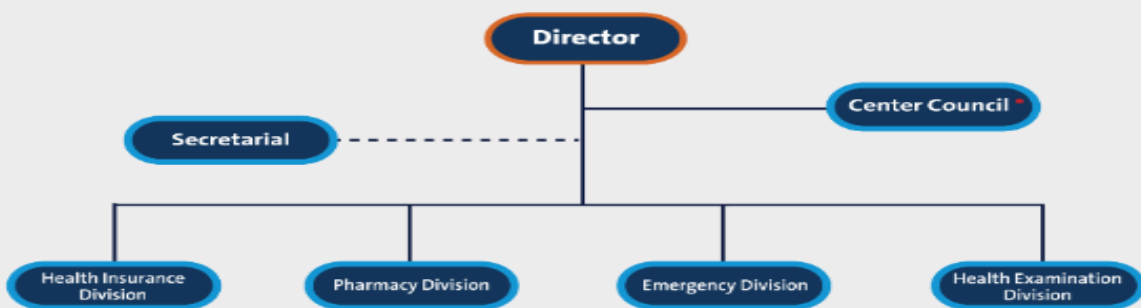 Director
Center Council *
Secretarial
Health Insurance
Division
Pharmacy Division
Emergency Division
Health Examination
Division